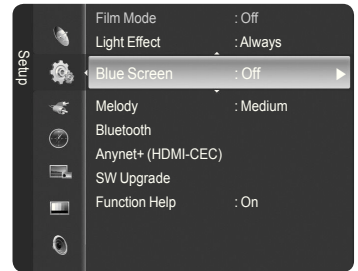 Setup
Film Mode : Off
Light Effect : Always
Blue Screen : Off
Melody : Medium
Bluetooth
Anynet+ (HDMI-CEC)
SW Upgrade
Function Help : On